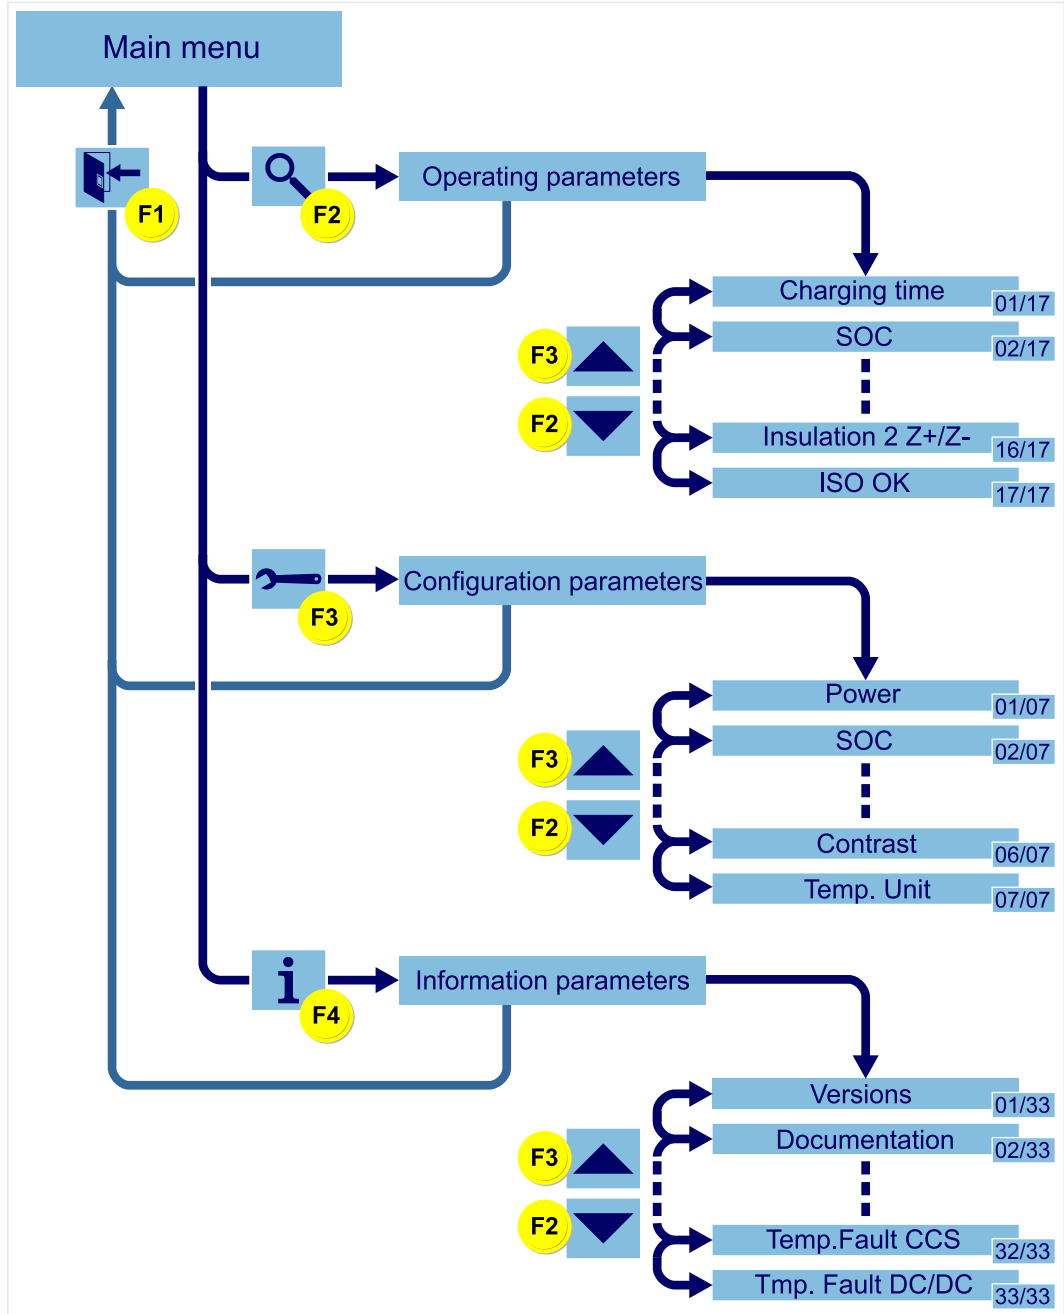 Main menu
F1
F2
Operating parameters
Charging time
01/17
SOC
02/17
F3
F2
Insulation 2 Z+/Z-
16/17
ISO OK
17/17
F3
Configuration parameters
Power
01/07
SOC
02/07
F3
F2
Contrast
06/07
Temp. Unit
07/07
i
F4
Information parameters
Versions
01/33
Documentation
02/33
F3
F2
Temp.Fault CCS
32/33
Tmp. Fault DC/DC
33/33